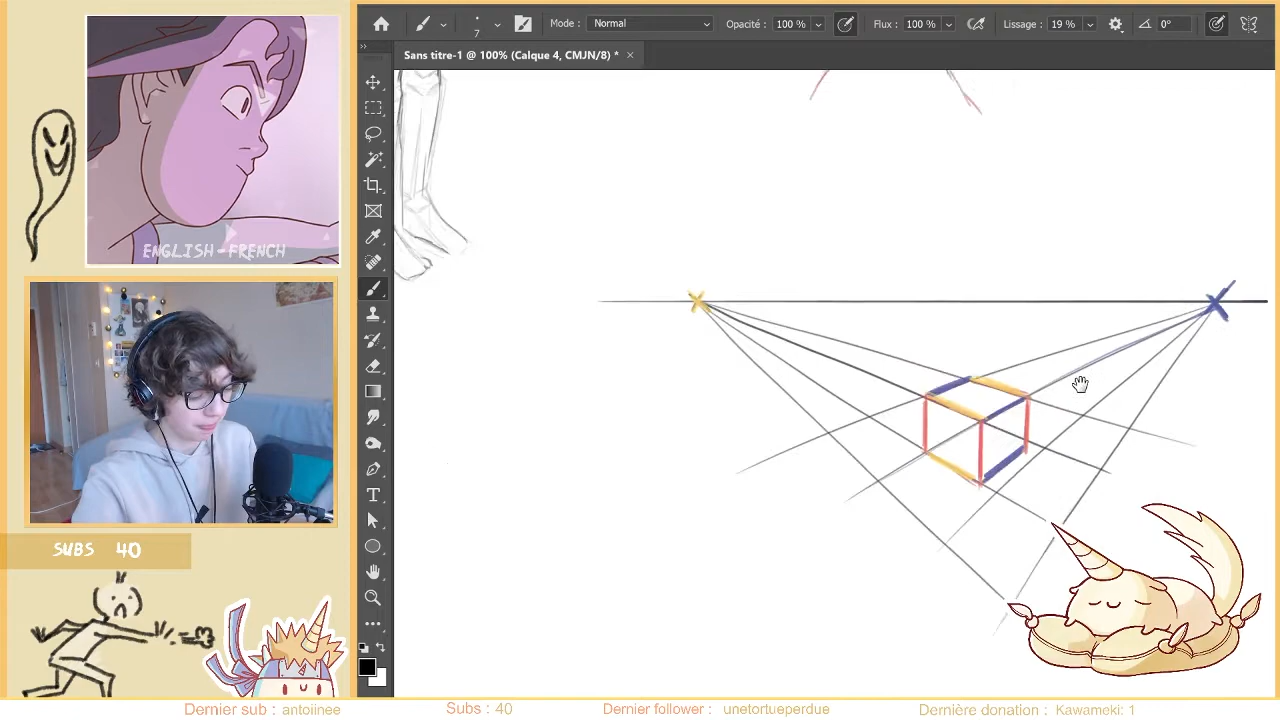 7
Mode :
Normal
Opacité :
100 %
Flux :
100 %
Lissage :
19 %
0°
Sans titre-1 @ 100% (Calque 4, CMJN/8) *
ENGLISH - FRENCH
SUBS 40
Dernier sub : antoiinee
Subs : 40
Dernier follower : unetortueperdue
Dernière donation : Kawameki: 1